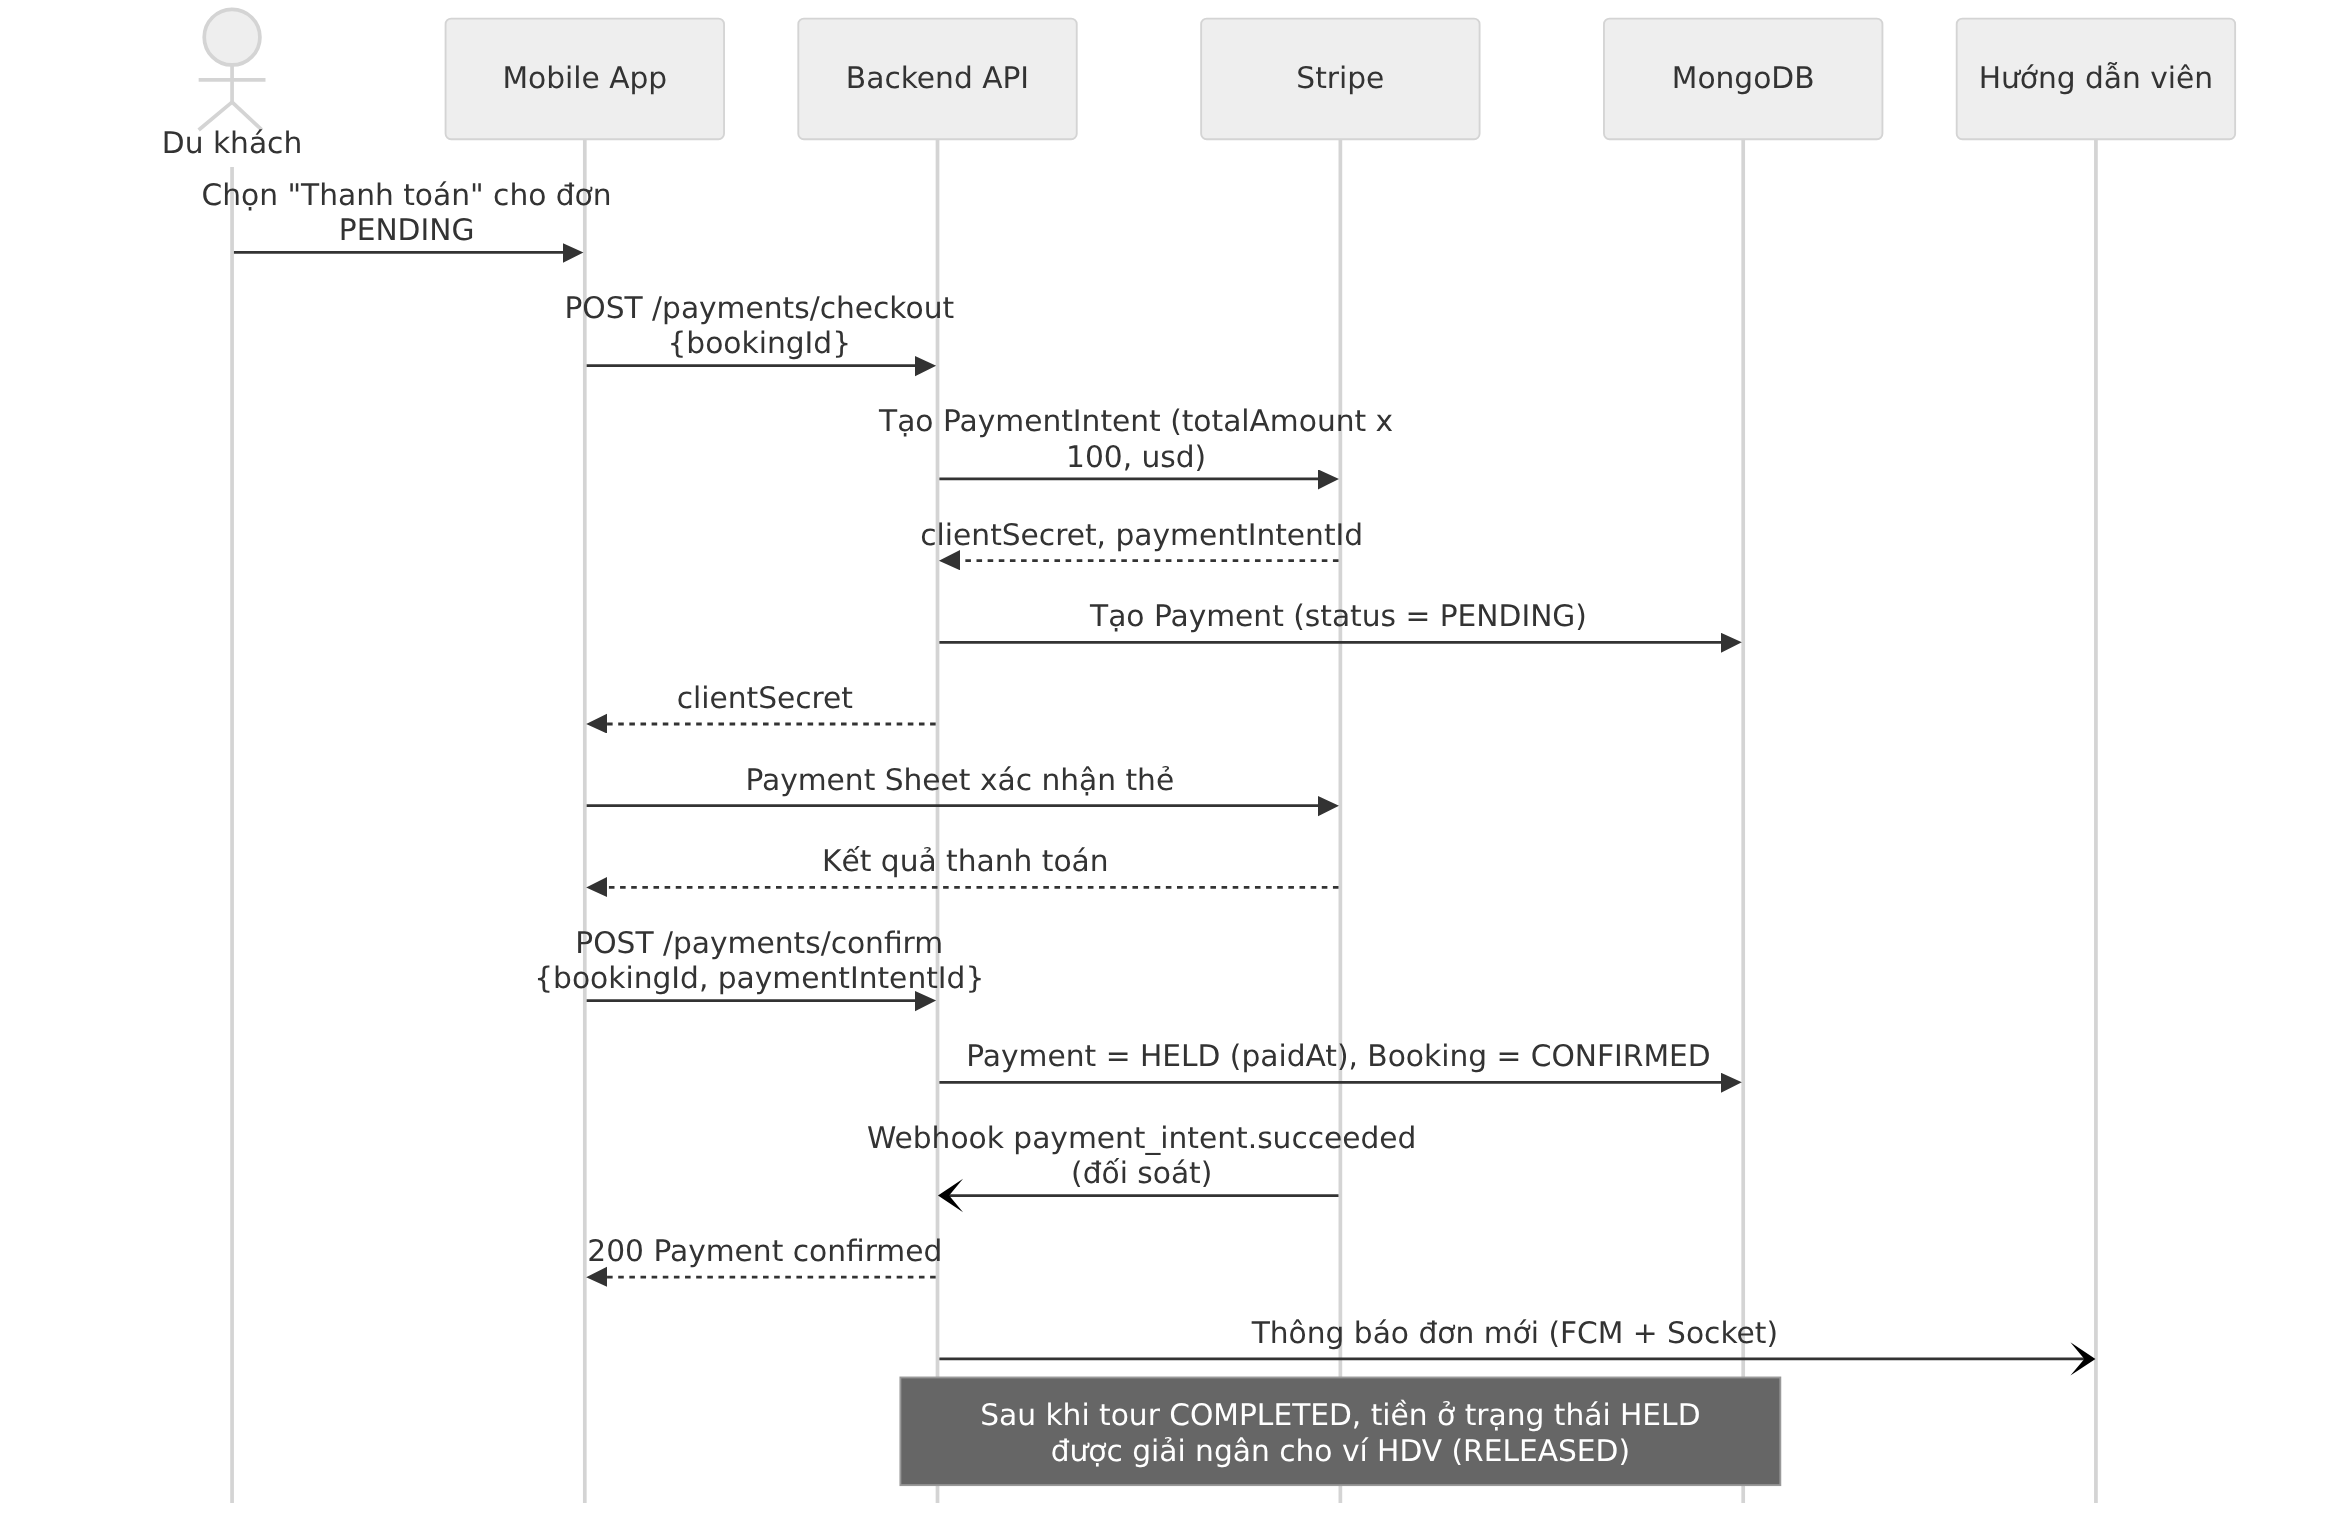 Du khách
Mobile App
Backend API
Stripe
MongoDB
Hướng dẫn viên
Chọn "Thanh toán" cho đơn
PENDING
POST /payments/checkout
{bookingId}
Tạo PaymentIntent (totalAmount x
100, usd)
clientSecret, paymentIntentId
Tạo Payment (status = PENDING)
clientSecret
Payment Sheet xác nhận thẻ
Kết quả thanh toán
POST /payments/confirm
{bookingId, paymentIntentId}
Payment = HELD (paidAt), Booking = CONFIRMED
Webhook payment_intent.succeeded
(đối soát)
200 Payment confirmed
Thông báo đơn mới (FCM + Socket)
Sau khi tour COMPLETED, tiền ở trạng thái HELD
được giải ngân cho ví HDV (RELEASED)